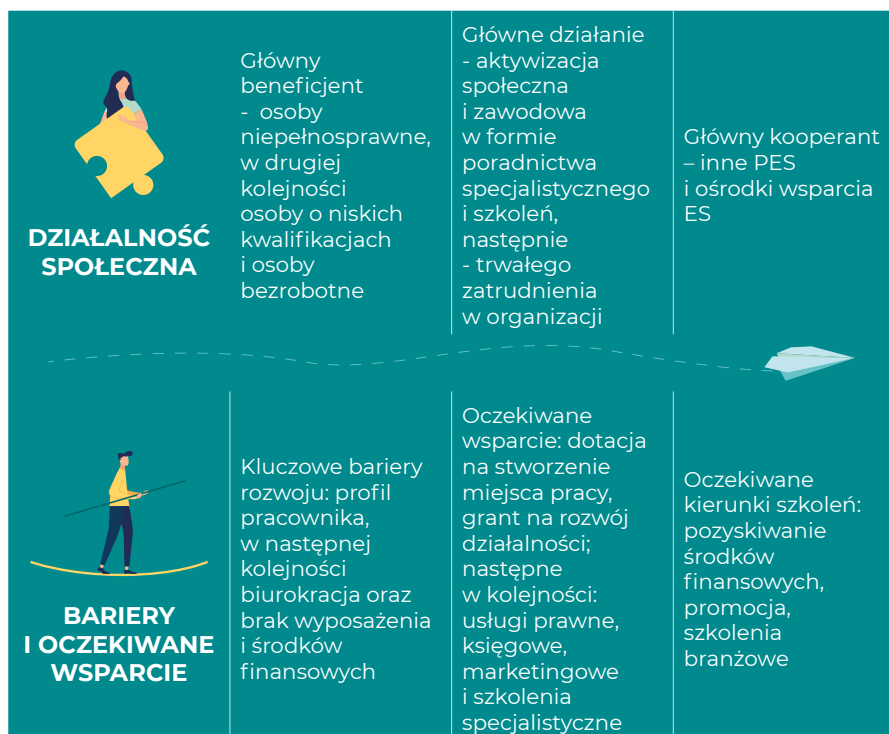 DZIAŁALNOŚĆ
SPOŁECZNA
Główny
beneficjent
- osoby
niepełnosprawne,
w drugiej
kolejności
osoby o niskich
kwalifikacjach
i osoby
bezrobotne
Główne działanie
- aktywizacja
społeczna
i zawodowa
w formie
poradnictwa
specjalistycznego
i szkoleń,
następnie
- trwałego
zatrudnienia
w organizacji
Główny kooperant
– inne PES
i ośrodki wsparcia
ES
BARIERY
I OCZEKIWANE
WSPARCIE
Kluczowe bariery
rozwoju: profil
pracownika,
w następnej
kolejności
biurokracja oraz
brak wyposażenia
i środków
finansowych
Oczekiwane
wsparcie: dotacja
na stworzenie
miejsca pracy,
grant na rozwój
działalności;
następne
w kolejności:
usługi prawne,
księgowe,
marketingowe
i szkolenia
specjalistyczne
Oczekiwane
kierunki szkoleń:
pozyskiwanie
środków
finansowych,
promocja,
szkolenia
branżowe